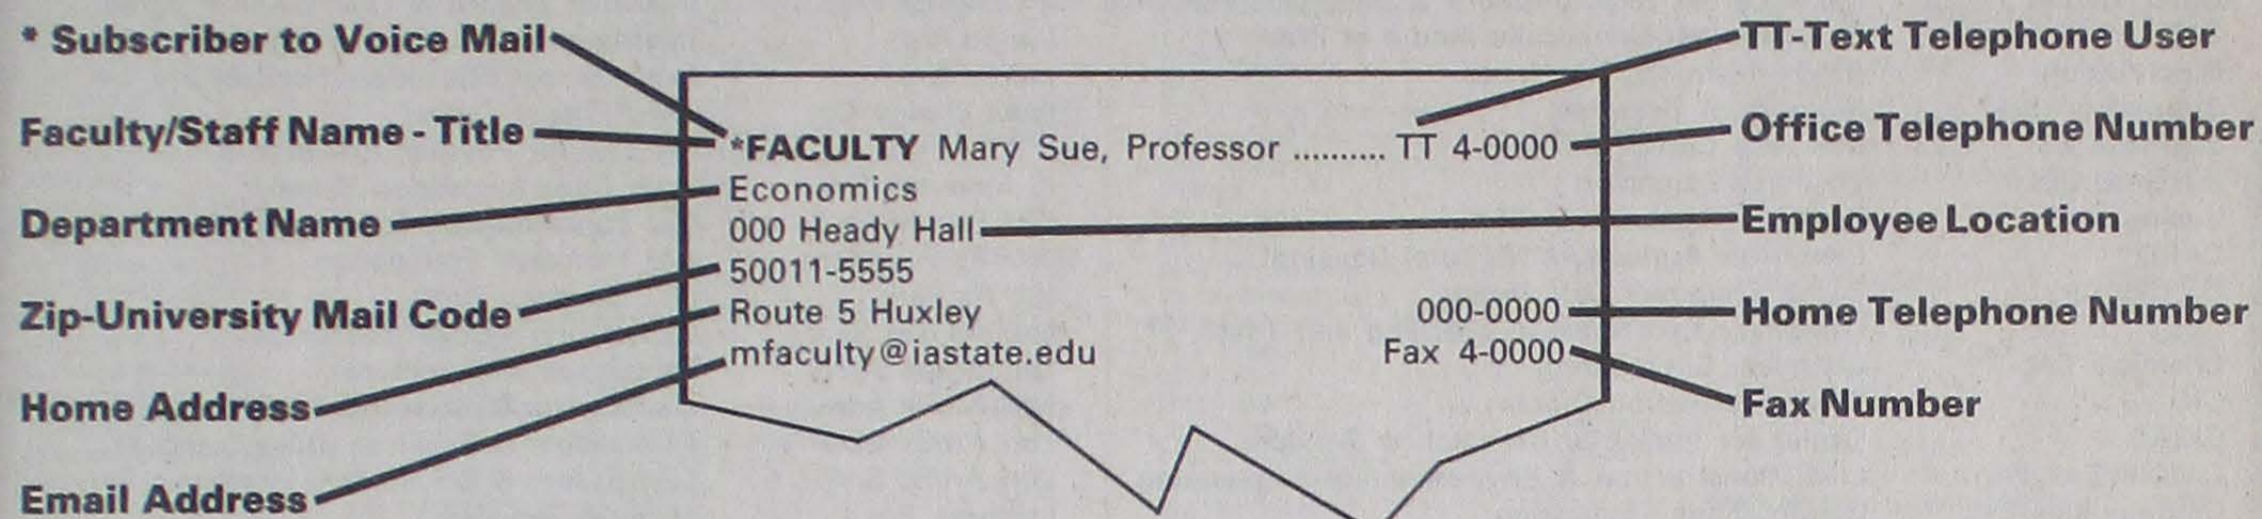 * Subscriber to Voice Mail
TT-Text Telephone User
Faculty/Staff Name - Title
*FACULTY Mary Sue, Professor .......... TT 4-0000
Office Telephone Number
Department Name
Economics
000 Heady Hall
Employee Location
Zip-University Mail Code
50011-5555
Route 5 Huxley
000-0000
Home Telephone Number
mfaculty@iastate.edu
Fax 4-0000
Home Address
Fax Number
Email Address